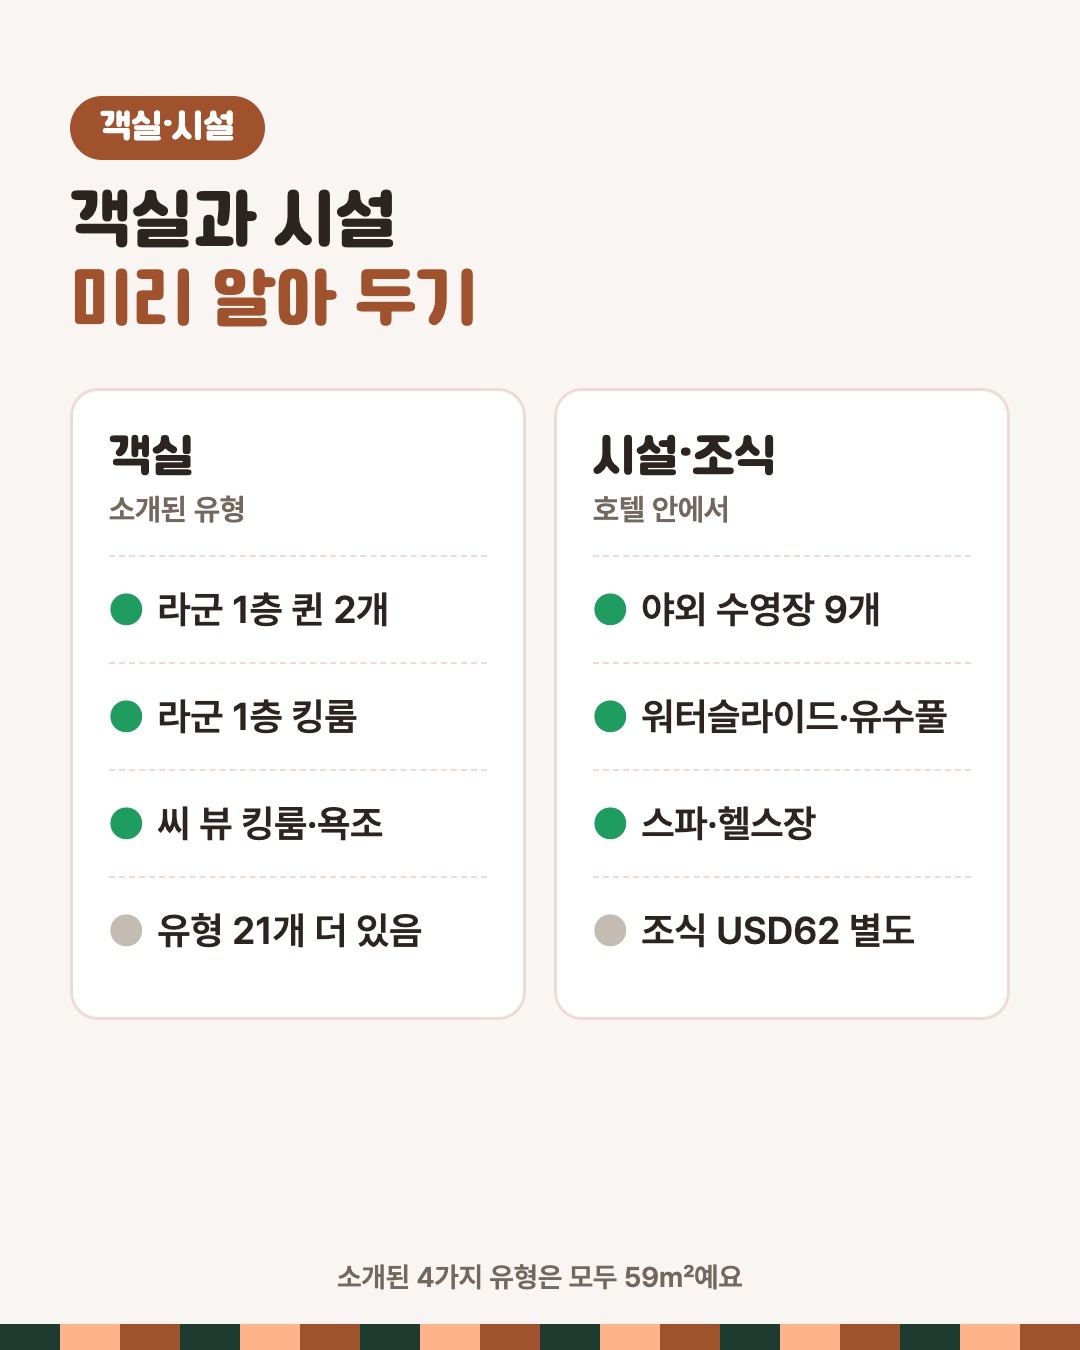 객실·시설
객실과 시설
미리 알아 두기
객실
소개된 유형
라군 1층 퀸 2개
라군 1층 킹룸
씨 뷰 킹룸·욕조
유형 21개 더 있음
시설·조식
호텔 안에서
야외 수영장 9개
워터슬라이드·유수풀
스파·헬스장
조식 USD62 별도
소개된 4가지 유형은 모두 59m²예요